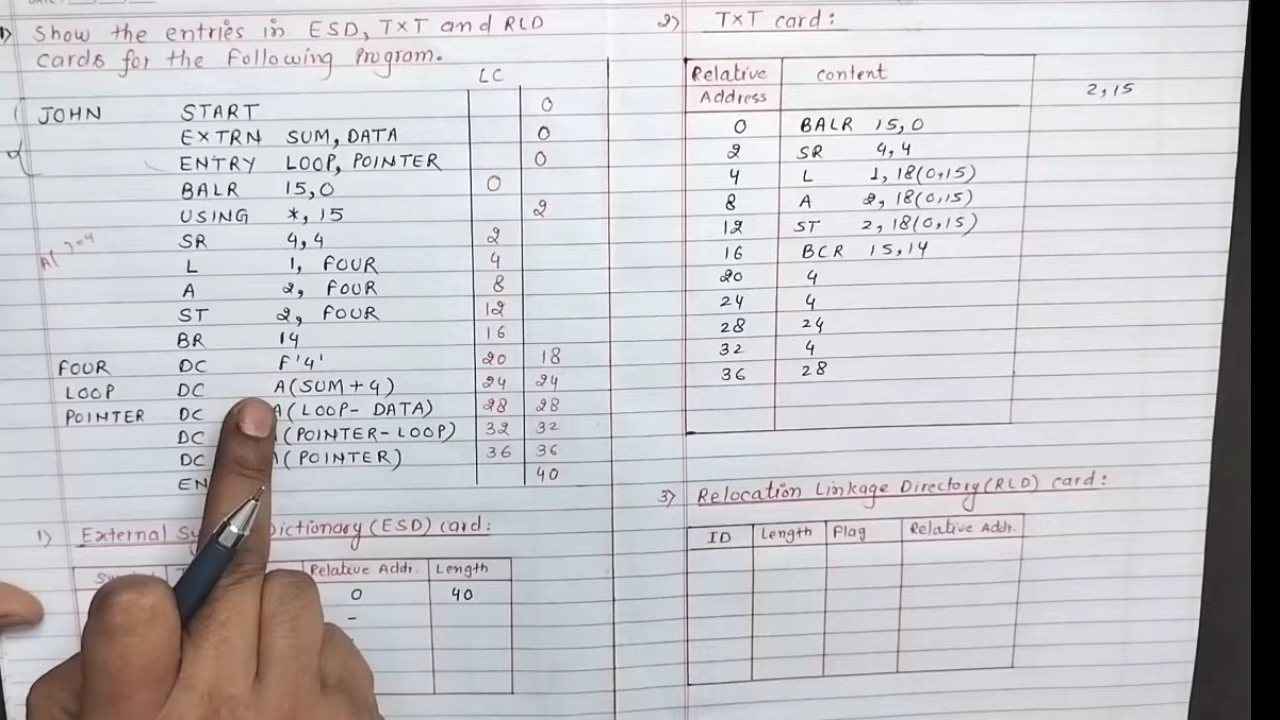 1) Show the entries in ESD, TXT and RLD
cards for the Following Program.
LC
JOHN START 0
EXTRN SUM, DATA 0
ENTRY LOOP, POINTER 0
BALR 15,0 0
USING *, 15 2
SR 4,4 2
A( )=4
L 1, FOUR 4
A 2, FOUR 8
ST 2, FOUR 12
BR 14 16
FOUR DC F'4' 20 18
LOOP DC A(SUM+4) 24 24
POINTER DC A(LOOP- DATA) 28 28
DC (POINTER-LOOP) 32 32
DC (POINTER) 36 36
EN 40
1) External Sy Dictionary (ESD) card:
Relative Addr. Length
0 40
-
2) TXT card:
Relative Address content
2,15
0 BALR 15,0
2 SR 4,4
4 L 1, 18(0,15)
8 A 2, 18(0,15)
12 ST 2, 18(0,15)
16 BCR 15,14
20 4
24 4
28 24
32 4
36 28
3) Relocation Linkage Directory (RLD) card:
ID Length Flag Relative Addr.